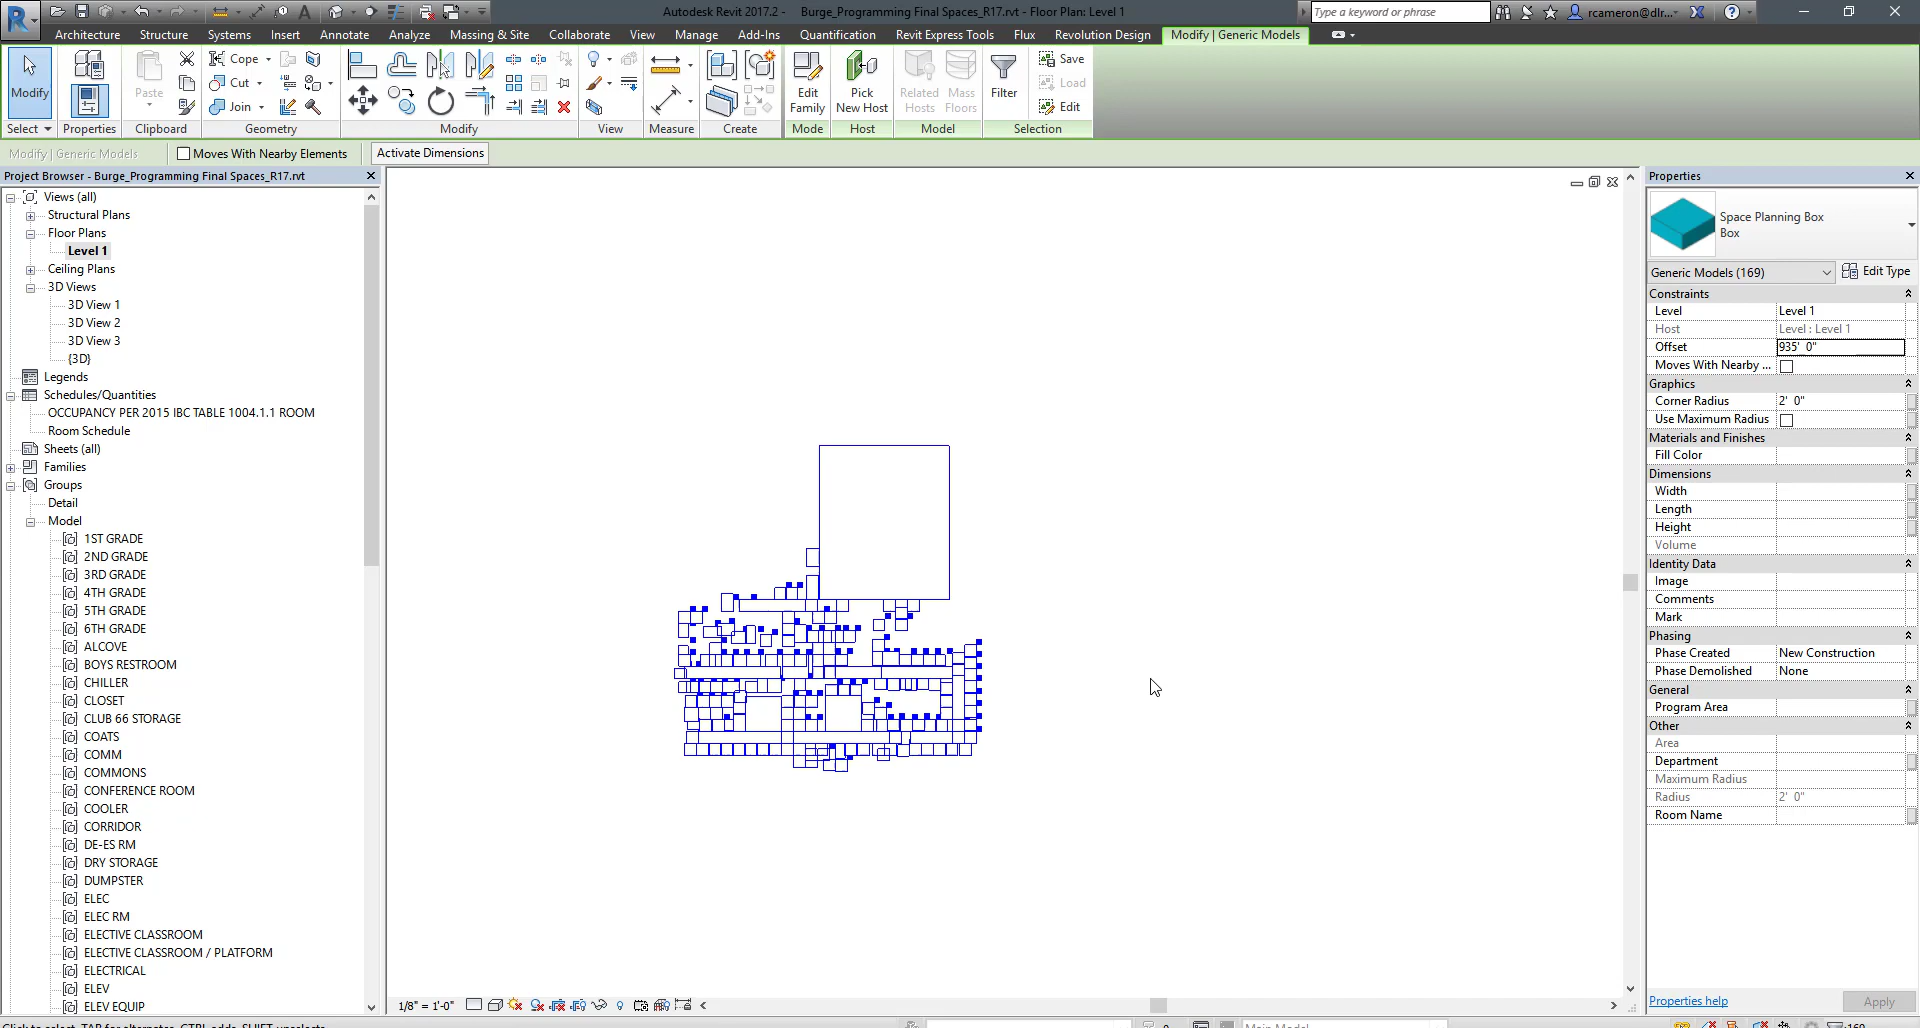 Autodesk Revit 2017.2 - Burge_Programming Final Spaces_R17.rvt - Floor Plan: Level 1
Type a keyword or phrase
rcameron@dlr...
Architecture Structure Systems Insert Annotate Analyze Massing & Site Collaborate View Manage Add-Ins Quantification Revit Express Tools Flux Revolution Design Modify | Generic Models
Modify
Paste
Cope
Cut
Join
Edit Family
Pick New Host
Related Hosts
Mass Floors
Filter
Save
Load
Edit
Select Properties Clipboard Geometry Modify View Measure Create Mode Host Model Selection
Modify | Generic Models
Moves With Nearby Elements
Activate Dimensions
Project Browser - Burge_Programming Final Spaces_R17.rvt
Views (all)
Structural Plans
Floor Plans
Level 1
Ceiling Plans
3D Views
3D View 1
3D View 2
3D View 3
{3D}
Legends
Schedules/Quantities
OCCUPANCY PER 2015 IBC TABLE 1004.1.1 ROOM
Room Schedule
Sheets (all)
Families
Groups
Detail
Model
1ST GRADE
2ND GRADE
3RD GRADE
4TH GRADE
5TH GRADE
6TH GRADE
ALCOVE
BOYS RESTROOM
CHILLER
CLOSET
CLUB 66 STORAGE
COATS
COMM
COMMONS
CONFERENCE ROOM
COOLER
CORRIDOR
DE-ES RM
DRY STORAGE
DUMPSTER
ELEC
ELEC RM
ELECTIVE CLASSROOM
ELECTIVE CLASSROOM / PLATFORM
ELECTRICAL
ELEV
ELEV EQUIP
1/8" = 1'-0"
Properties
Space Planning Box
Box
Generic Models (169)
Edit Type
Constraints
Level Level 1
Host Level : Level 1
Offset 935' 0"
Moves With Nearby ...
Graphics
Corner Radius 2' 0"
Use Maximum Radius
Materials and Finishes
Fill Color
Dimensions
Width
Length
Height
Volume
Identity Data
Image
Comments
Mark
Phasing
Phase Created New Construction
Phase Demolished None
General
Program Area
Other
Area
Department
Maximum Radius
Radius 2' 0"
Room Name
Properties help
Apply
Click to select, TAB for alternates, CTRL adds, SHIFT unselects.
Main Model
:169